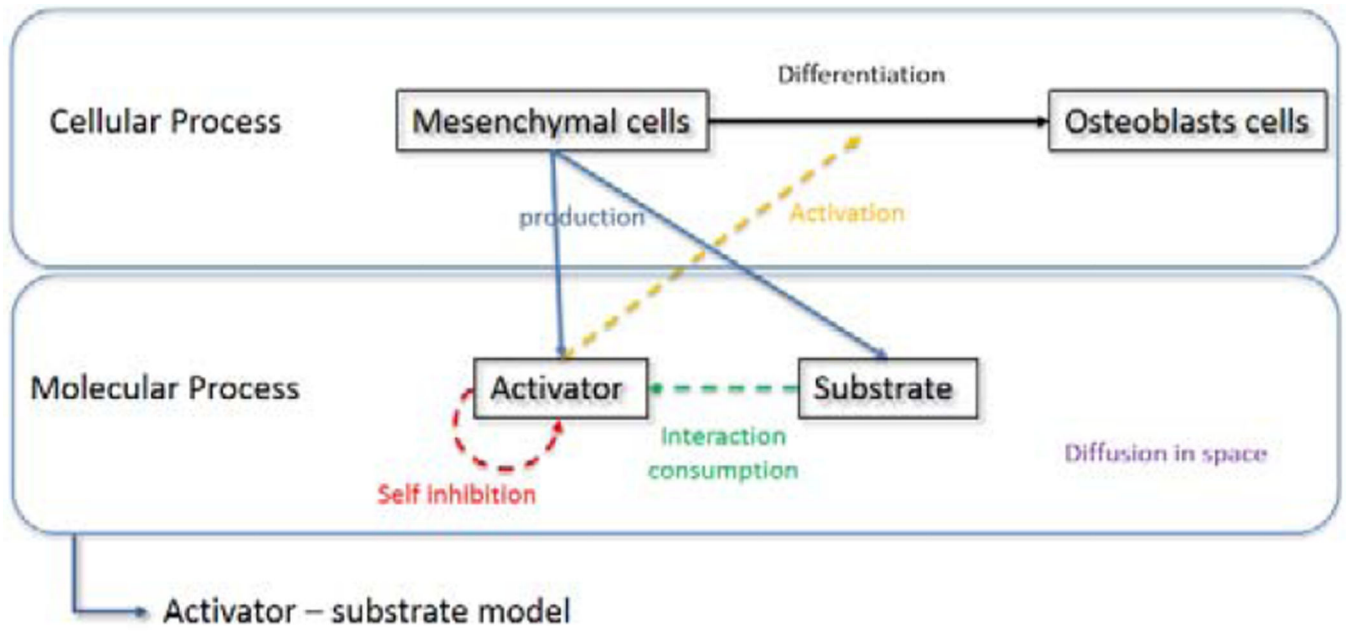 Differentiation
Cellular Process
Mesenchymal cells
Osteoblasts cells
production
Activation
Molecular Process
Activator
Substrate
Interaction
consumption
Diffusion in space
Self inhibition
Activator – substrate model